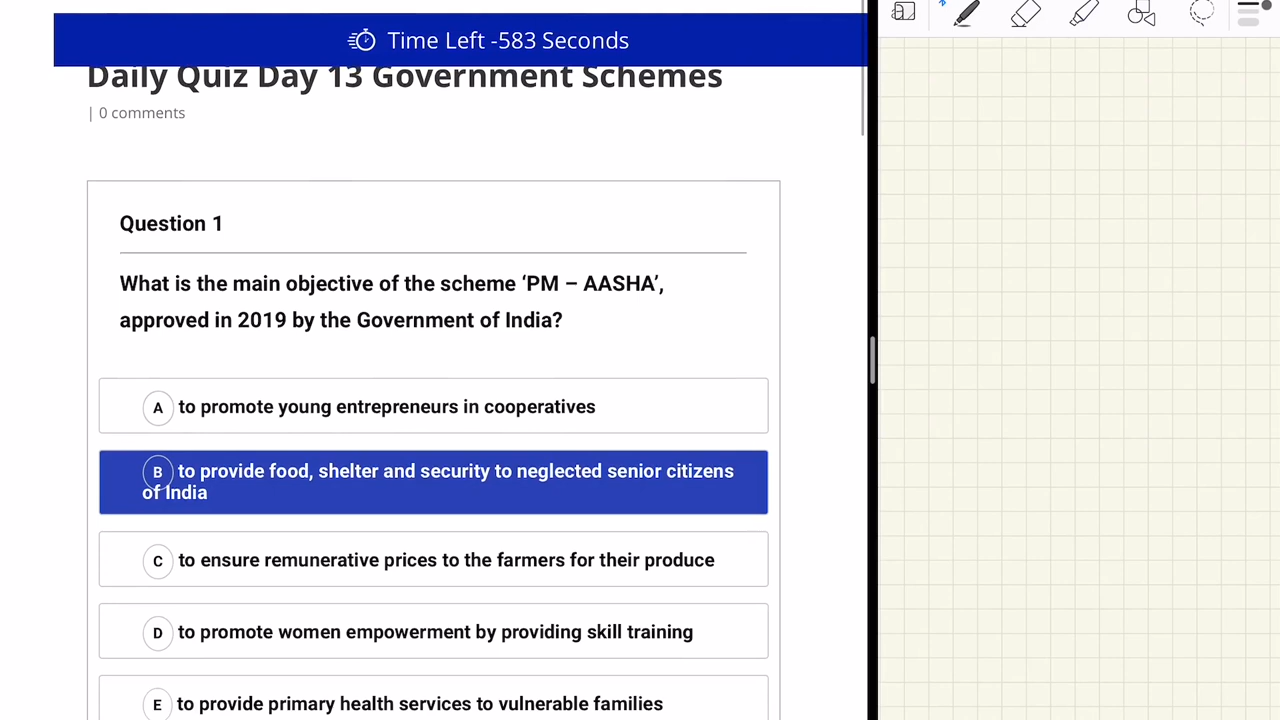 Time Left -583 Seconds
Daily Quiz Day 13 Government Schemes
| 0 comments
Question 1
What is the main objective of the scheme ‘PM – AASHA’,
approved in 2019 by the Government of India?
A to promote young entrepreneurs in cooperatives
B to provide food, shelter and security to neglected senior citizens
of India
C to ensure remunerative prices to the farmers for their produce
D to promote women empowerment by providing skill training
E to provide primary health services to vulnerable families